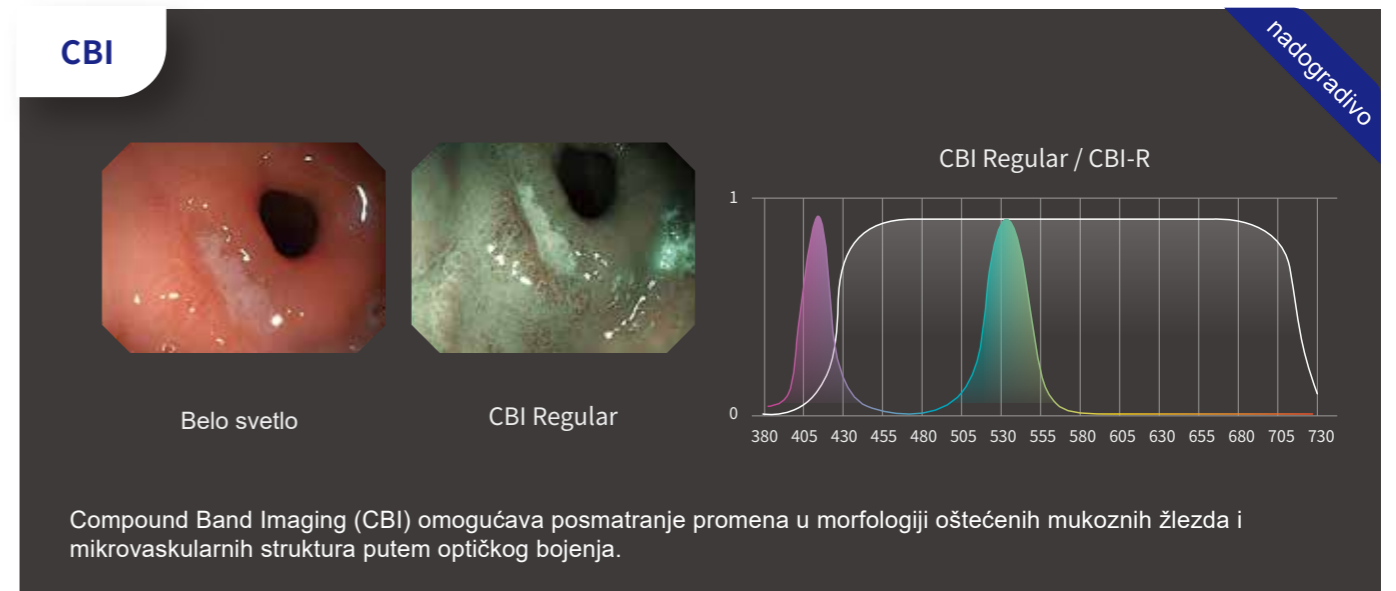 CBI
nadogradivo
CBI Regular / CBI-R
1
0
380 405 430 455 480 505 530 555 580 605 630 655 680 705 730
Belo svetlo
CBI Regular
Compound Band Imaging (CBI) omogućava posmatranje promena u morfologiji oštećenih mukoznih žlezda i
mikrovaskularnih struktura putem optičkog bojenja.